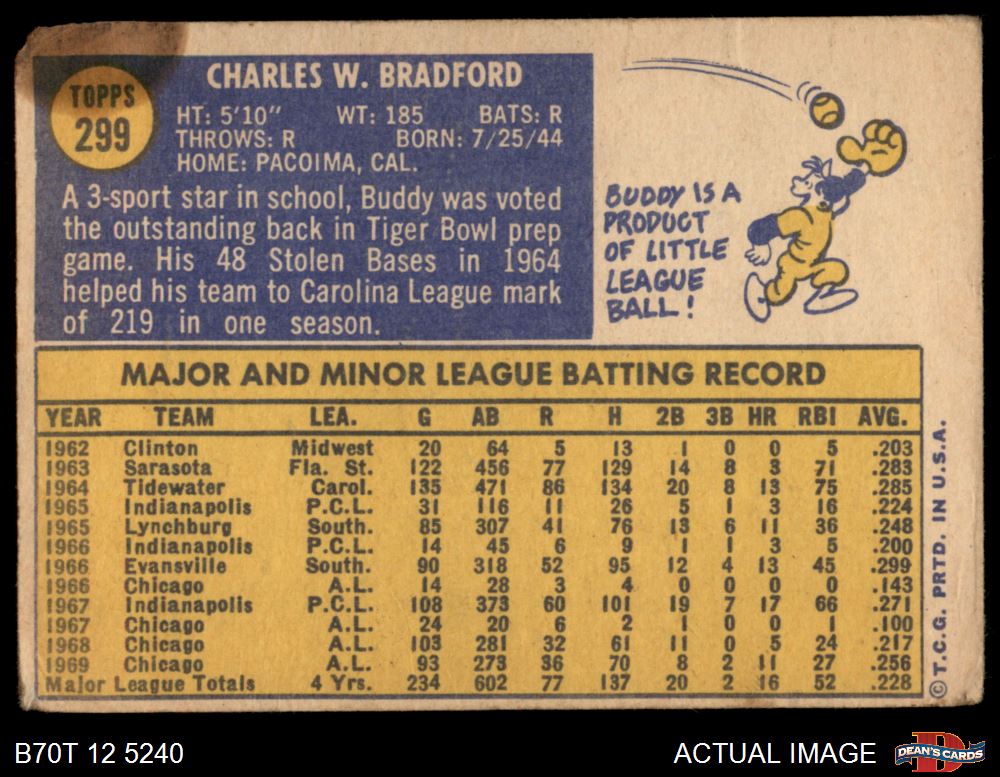 TOPPS
299
CHARLES W. BRADFORD
HT: 5'10" WT: 185 BATS: R
THROWS: R BORN: 7/25/44
HOME: PACOIMA, CAL.
A 3-sport star in school, Buddy was voted
the outstanding back in Tiger Bowl prep
game. His 48 Stolen Bases in 1964
helped his team to Carolina League mark
of 219 in one season.
BUDDY IS A
PRODUCT
OF LITTLE
LEAGUE
BALL!
MAJOR AND MINOR LEAGUE BATTING RECORD
YEAR TEAM LEA. G AB R H 2B 3B HR RBI AVG.
1962 Clinton Midwest 20 64 5 13 1 0 0 5 .203
1963 Sarasota Fla. St. 122 456 77 129 14 8 3 71 .283
1964 Tidewater Carol. 135 471 86 134 20 8 13 75 .285
1965 Indianapolis P.C.L. 31 116 11 26 5 1 3 16 .224
1965 Lynchburg South. 85 307 41 76 13 6 11 36 .248
1966 Indianapolis P.C.L. 14 45 6 9 1 1 3 5 .200
1966 Evansville South. 90 318 52 95 12 4 13 45 .299
1966 Chicago A.L. 14 28 3 4 0 0 0 0 .143
1967 Indianapolis P.C.L. 108 373 60 101 19 7 17 66 .271
1967 Chicago A.L. 24 20 6 2 1 0 0 1 .100
1968 Chicago A.L. 103 281 32 61 11 0 5 24 .217
1969 Chicago A.L. 93 273 36 70 8 2 11 27 .256
Major League Totals 4 Yrs. 234 602 77 137 20 2 16 52 .228
© T.C.G. PRTD. IN U.S.A.
B70T 12 5240
ACTUAL IMAGE
DEAN'S CARDS